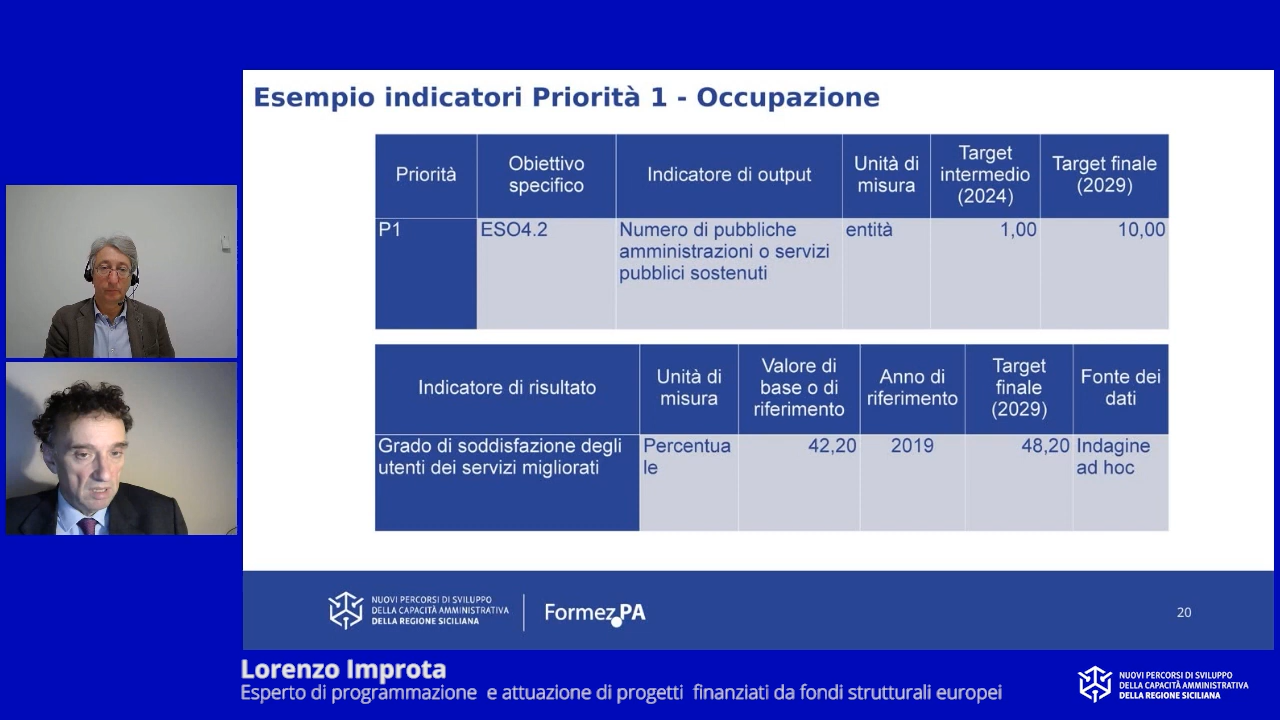 Esempio indicatori Priorità 1 - Occupazione
Priorità
Obiettivo
specifico
Indicatore di output
Unità di
misura
Target
intermedio
(2024)
Target finale
(2029)
P1
ESO4.2
Numero di pubbliche
amministrazioni o servizi
pubblici sostenuti
entità
1,00
10,00
Indicatore di risultato
Unità di
misura
Valore di
base o di
riferimento
Anno di
riferimento
Target
finale
(2029)
Fonte dei
dati
Grado di soddisfazione degli
utenti dei servizi migliorati
Percentua
le
42,20
2019
48,20
Indagine
ad hoc
NUOVI PERCORSI DI SVILUPPO
DELLA CAPACITÀ AMMINISTRATIVA
DELLA REGIONE SICILIANA
Formez.PA
20
Lorenzo Improta
Esperto di programmazione e attuazione di progetti finanziati da fondi strutturali europei
NUOVI PERCORSI DI SVILUPPO
DELLA CAPACITÀ AMMINISTRATIVA
DELLA REGIONE SICILIANA